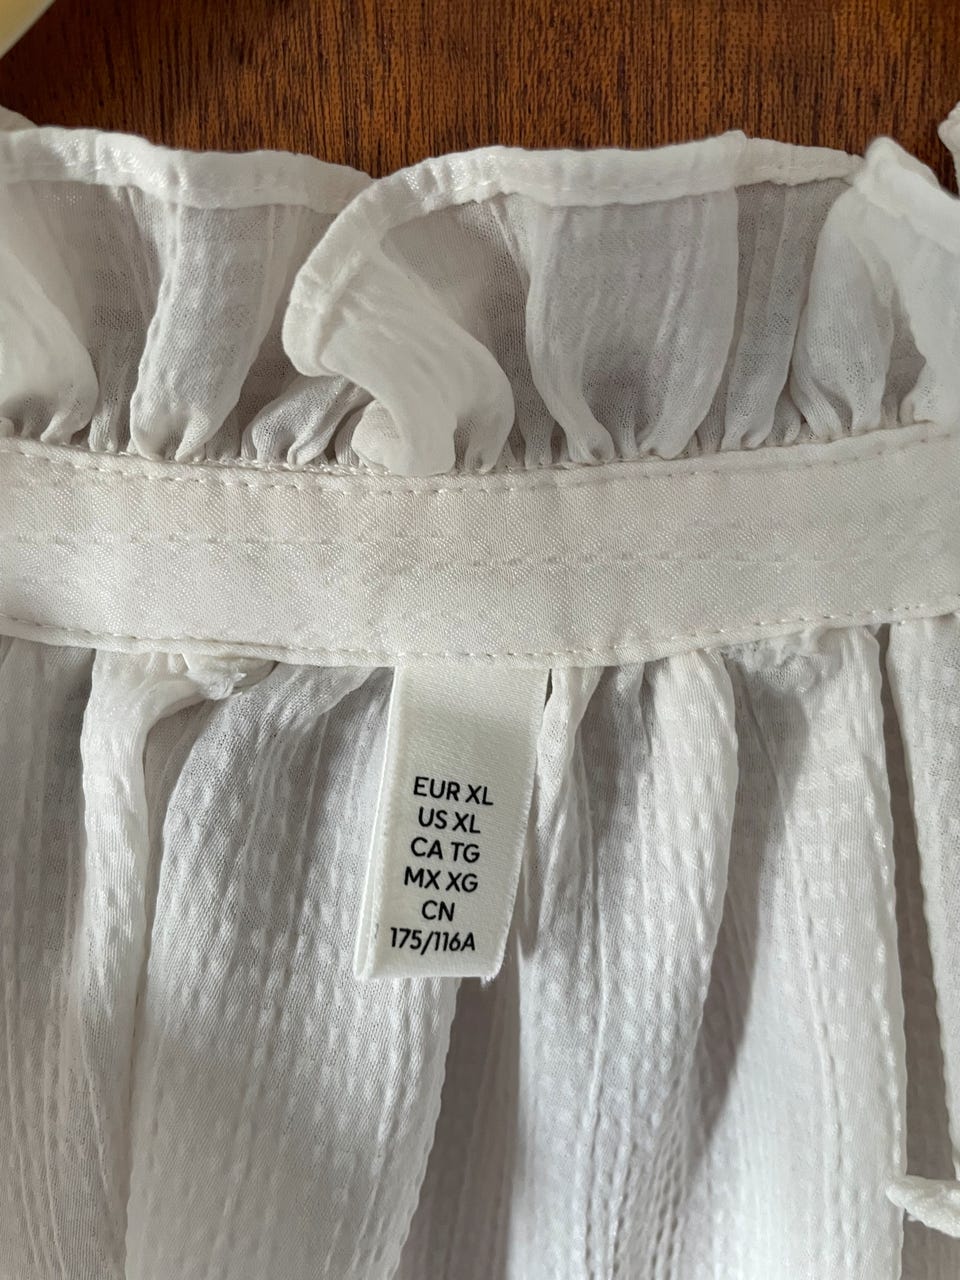 EUR XL
US XL
CA TG
MX XG
CN
175/116A